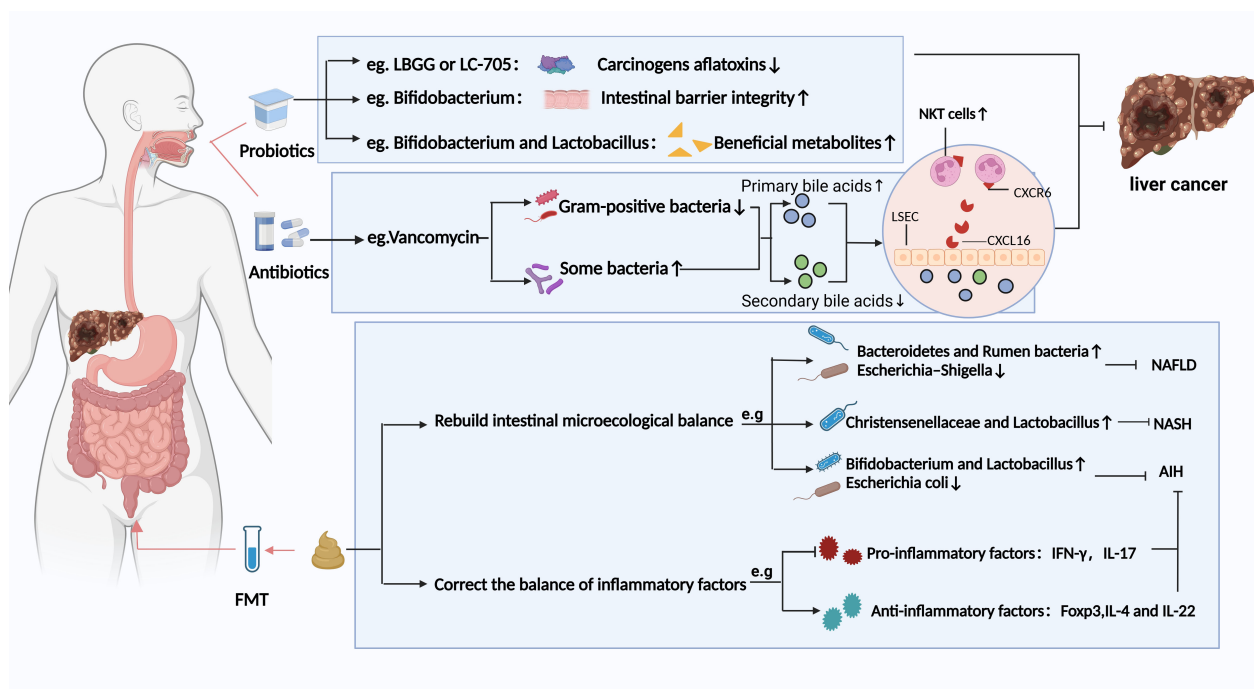 Probiotics
eg. LBGG or LC-705： Carcinogens aflatoxins↓
eg. Bifidobacterium： Intestinal barrier integrity↑
eg. Bifidobacterium and Lactobacillus： Beneficial metabolites↑
liver cancer
Antibiotics
eg.Vancomycin
Gram-positive bacteria↓
Some bacteria↑
Primary bile acids↑
Secondary bile acids↓
NKT cells↑
CXCR6
LSEC
CXCL16
FMT
Rebuild intestinal microecological balance
e.g
Bacteroidetes and Rumen bacteria↑
Escherichia–Shigella↓
NAFLD
Christensenellaceae and Lactobacillus↑
NASH
Bifidobacterium and Lactobacillus↑
Escherichia coli↓
AIH
Correct the balance of inflammatory factors
e.g
Pro-inflammatory factors： IFN-γ， IL-17
Anti-inflammatory factors： Foxp3,IL-4 and IL-22